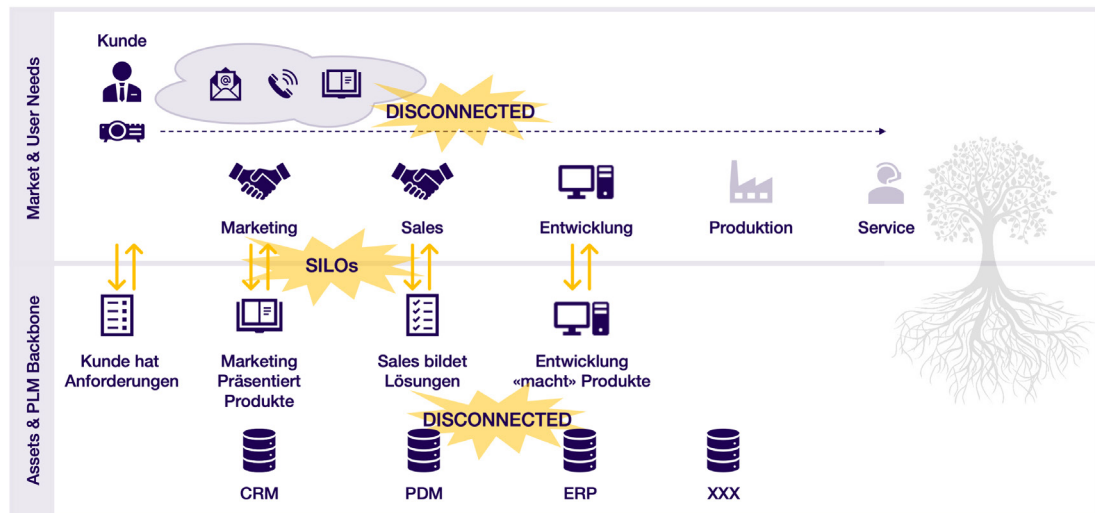 Market & User Needs
Kunde
@
DISCONNECTED
Marketing
Sales
Entwicklung
Produktion
Service
SILOs
Assets & PLM Backbone
Kunde hat
Anforderungen
Marketing
Präsentiert
Produkte
Sales bildet
Lösungen
Entwicklung
«macht» Produkte
DISCONNECTED
CRM
PDM
ERP
XXX